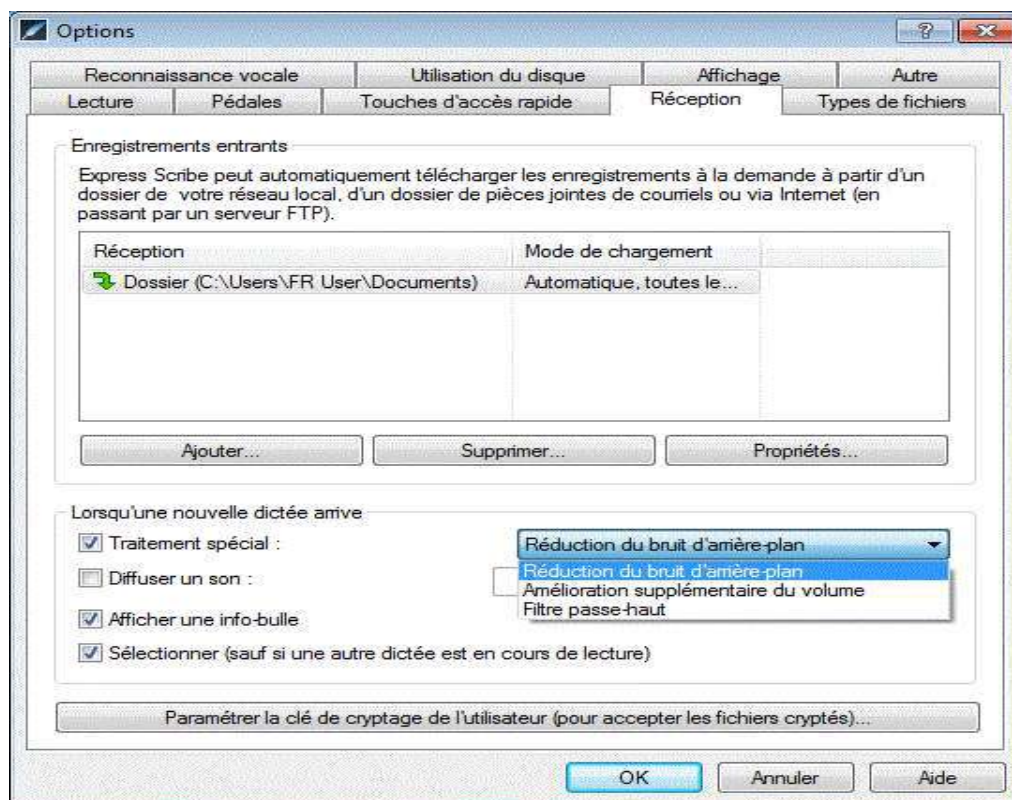 Options
Reconnaissance vocale Utilisation du disque Affichage Autre
Lecture Pédales Touches d'accès rapide Réception Types de fichiers
Enregistrements entrants
Express Scribe peut automatiquement télécharger les enregistrements à la demande à partir d'un
dossier de votre réseau local, d'un dossier de pièces jointes de courriels ou via Internet (en
passant par un serveur FTP).
Réception Mode de chargement
Dossier (C:\Users\FR User\Documents) Automatique, toutes le...
Ajouter... Supprimer... Propriétés...
Lorsqu'une nouvelle dictée arrive
Traitement spécial : Réduction du bruit d'arrière-plan
Réduction du bruit d'arrière-plan
Diffuser un son :
Amélioration supplémentaire du volume
Filtre passe-haut
Afficher une info-bulle
Sélectionner (sauf si une autre dictée est en cours de lecture)
Paramétrer la clé de cryptage de l'utilisateur (pour accepter les fichiers cryptés)...
OK Annuler Aide